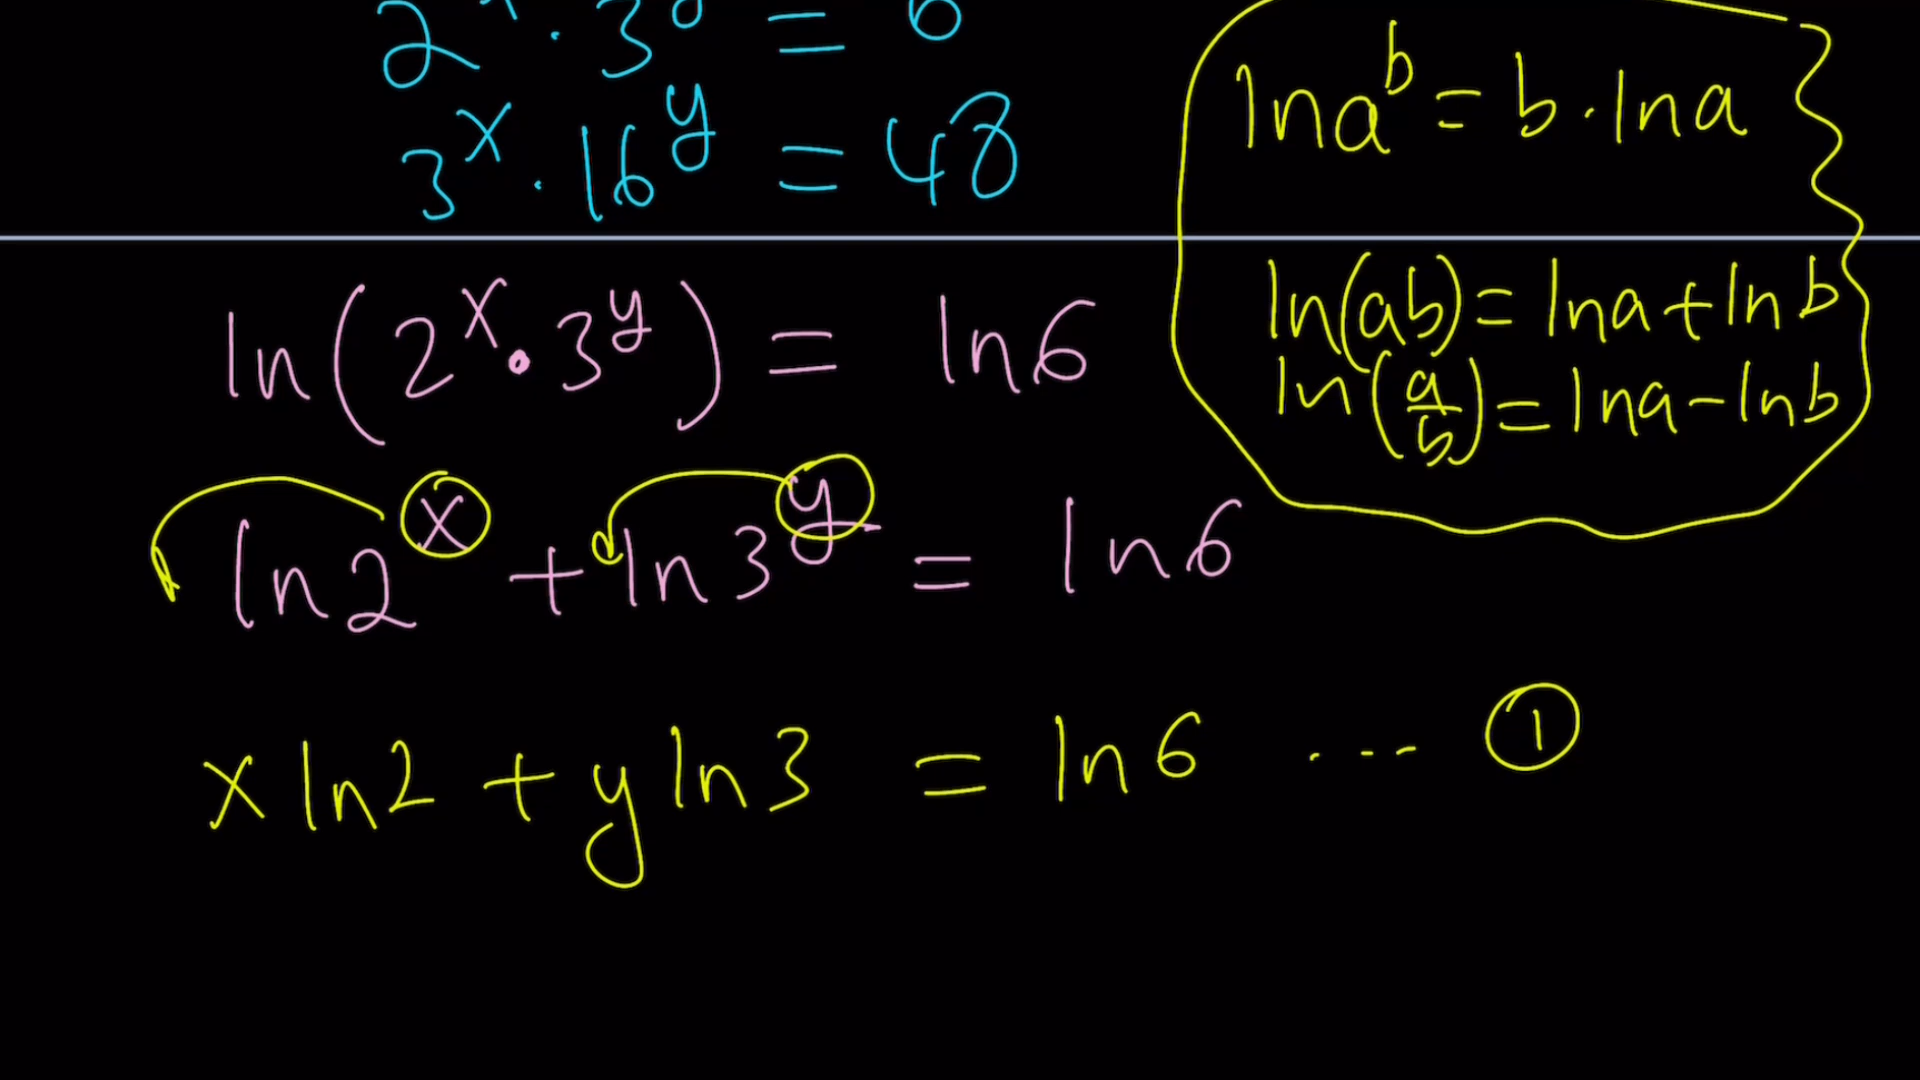 2^x · 3^y = 6
3^x · 16^y = 48
ln a^b = b · ln a
ln(ab) = ln a + ln b
ln(a/b) = ln a - ln b
ln(2^x · 3^y) = ln 6
ln 2^x + ln 3^y = ln 6
x ln 2 + y ln 3 = ln 6 ... ①